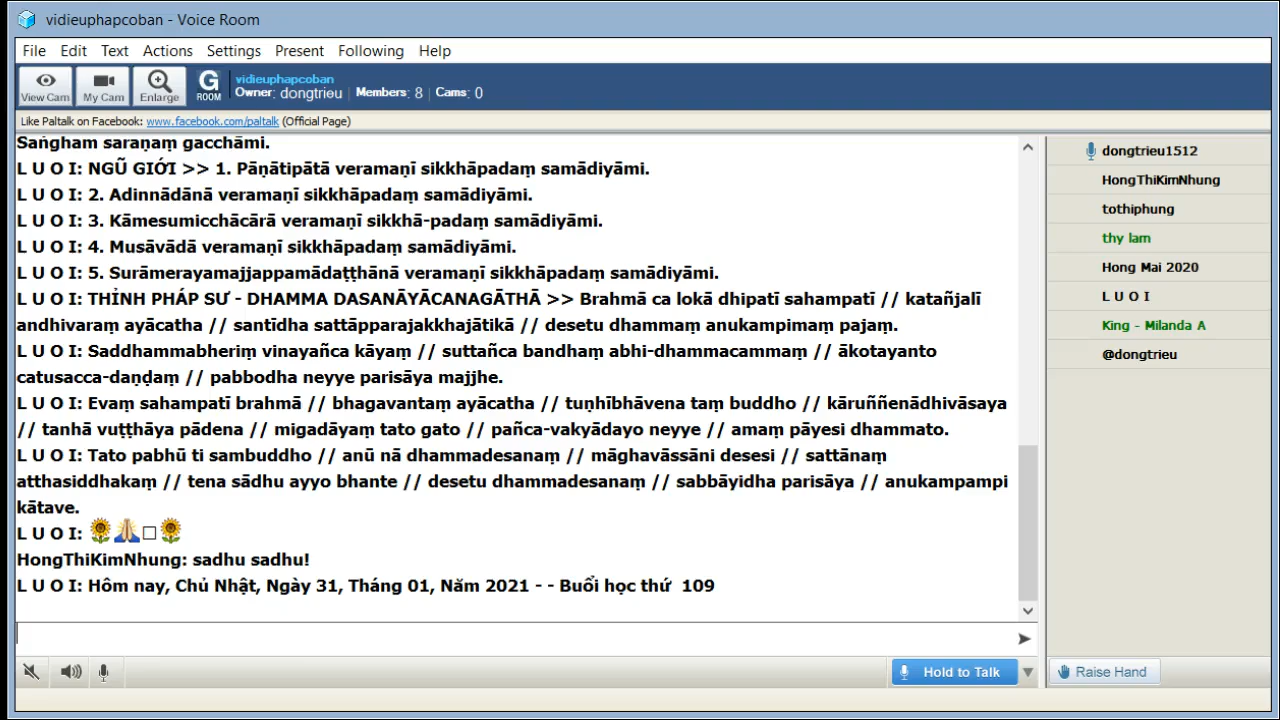 vidieuphapcoban - Voice Room
File Edit Text Actions Settings Present Following Help
View Cam My Cam Enlarge G ROOM vidieuphapcoban
Owner: dongtrieu Members: 8 Cams: 0
Like Paltalk on Facebook: www.facebook.com/paltalk (Official Page)
Saṅgham saraṇaṃ gacchāmi.
L U O I: NGŨ GIỚI >> 1. Pāṇātipātā veramaṇī sikkhāpadaṃ samādiyāmi.
L U O I: 2. Adinnādānā veramaṇī sikkhāpadaṃ samādiyāmi.
L U O I: 3. Kāmesumicchācārā veramaṇī sikkhā-padaṃ samādiyāmi.
L U O I: 4. Musāvādā veramaṇī sikkhāpadaṃ samādiyāmi.
L U O I: 5. Surāmerayamajjappamādaṭṭhānā veramaṇī sikkhāpadaṃ samādiyāmi.
L U O I: THỈNH PHÁP SƯ - DHAMMA DASANĀYĀCANAGĀTHĀ >> Brahmā ca lokā dhipatī sahampatī // katañjalī
andhivaraṃ ayācatha // santīdha sattāpparajakkhajātikā // desetu dhammaṃ anukampimaṃ pajaṃ.
L U O I: Saddhammabheriṃ vinayañca kāyaṃ // suttañca bandhaṃ abhi-dhammacammaṃ // ākotayanto
catusacca-daṇḍaṃ // pabbodha neyye parisāya majjhe.
L U O I: Evaṃ sahampatī brahmā // bhagavantaṃ ayācatha // tuṇhībhāvena taṃ buddho // kāruññenādhivāsaya
// tanhā vuṭṭhāya pādena // migadāyaṃ tato gato // pañca-vakyādayo neyye // amaṃ pāyesi dhammato.
L U O I: Tato pabhū ti sambuddho // anū nā dhammadesanaṃ // māghavāssāni desesi // sattānaṃ
atthasiddhakaṃ // tena sādhu ayyo bhante // desetu dhammadesanaṃ // sabbāyidha parisāya // anukampampi
kātave.
L U O I: 🌻🙏□🌻
HongThiKimNhung: sadhu sadhu!
L U O I: Hôm nay, Chủ Nhật, Ngày 31, Tháng 01, Năm 2021 - - Buổi học thứ 109
dongtrieu1512
HongThiKimNhung
tothiphung
thy lam
Hong Mai 2020
L U O I
King - Milanda A
@dongtrieu
Hold to Talk
Raise Hand